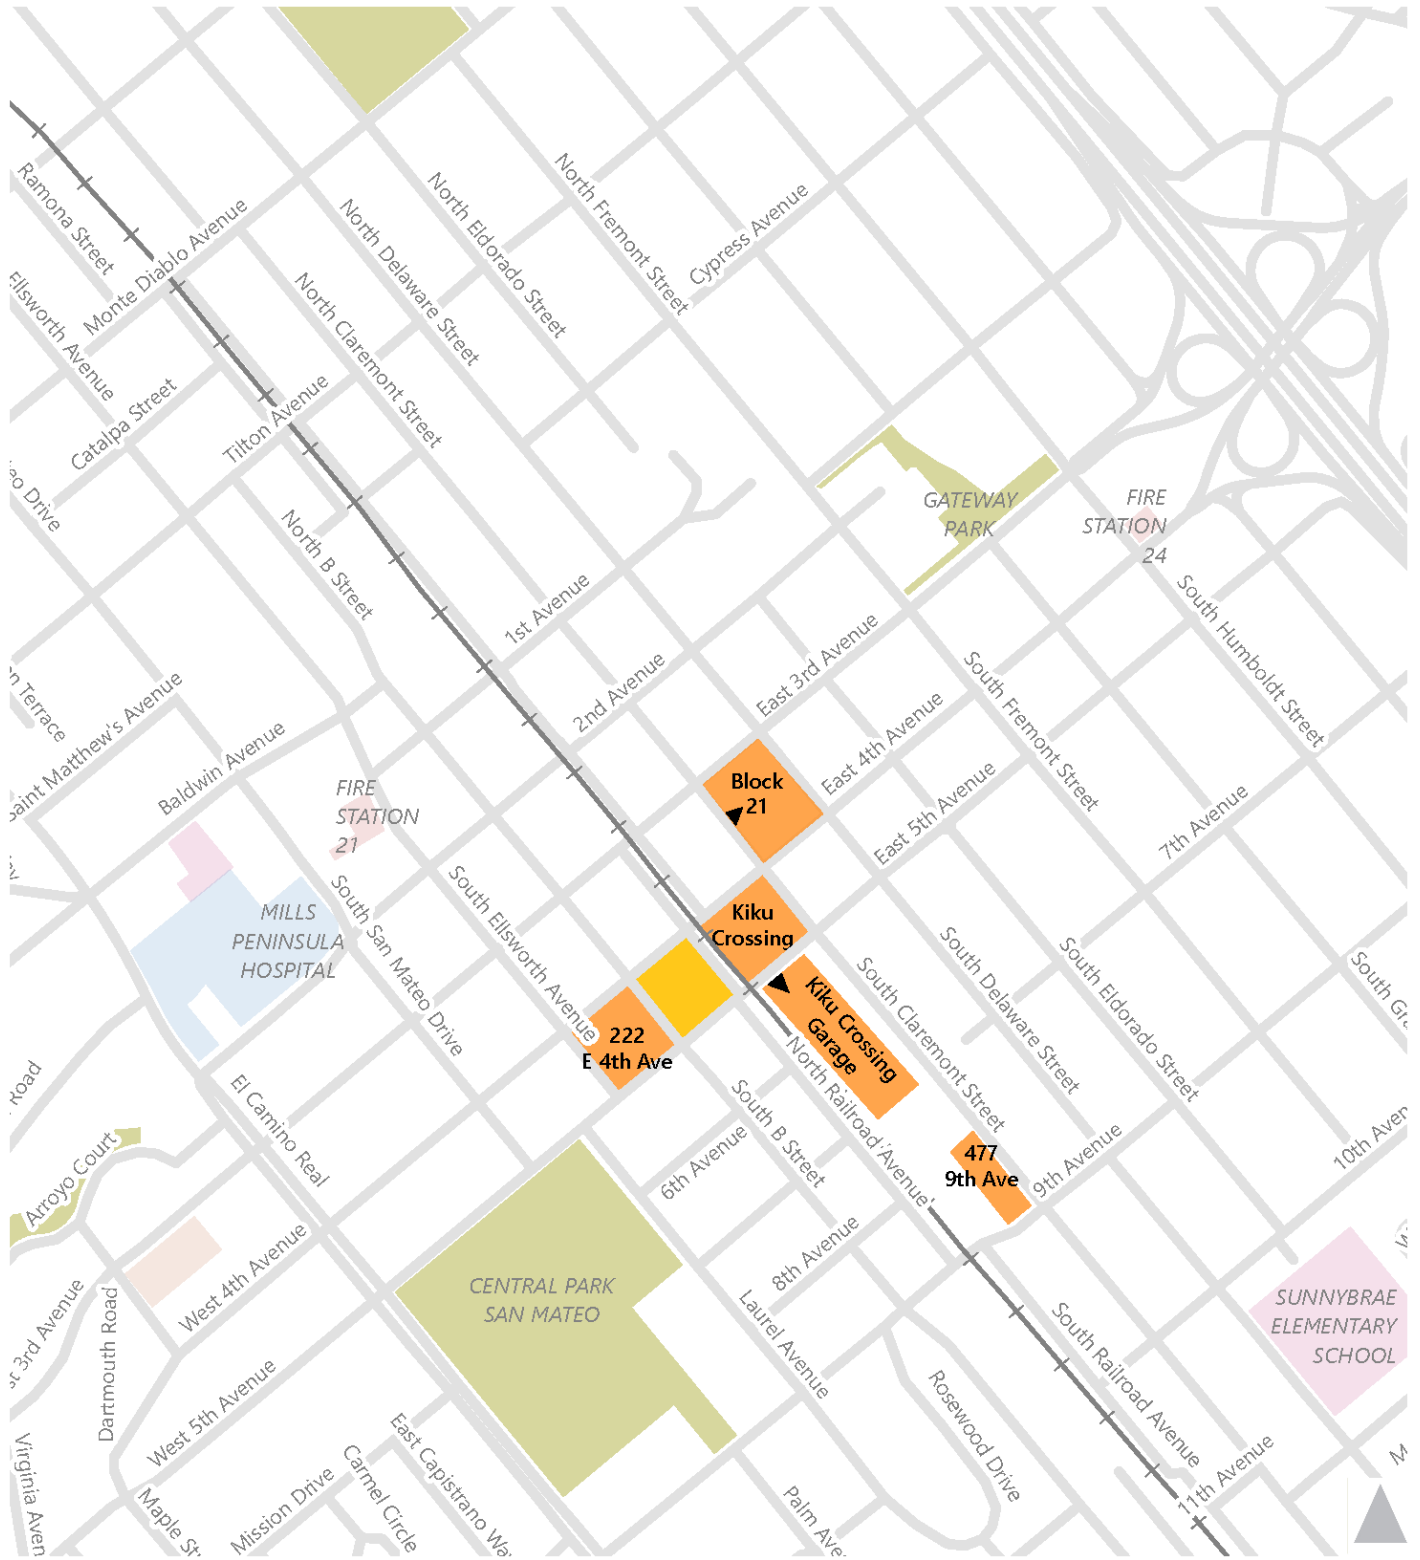 Ramona Street
Monte Diablo Avenue
Ellsworth Avenue
Catalpa Street
Tilton Avenue
North Claremont Street
North Delaware Street
North Eldorado Street
North Fremont Street
Cypress Avenue
North B Street
1st Avenue
2nd Avenue
East 3rd Avenue
East 4th Avenue
East 5th Avenue
GATEWAY
PARK
FIRE
STATION
24
South Humboldt Street
South Fremont Street
7th Avenue
Terrace
Saint Matthew's Avenue
Baldwin Avenue
FIRE
STATION
21
MILLS
PENINSULA
HOSPITAL
South San Mateo Drive
South Ellsworth Avenue
Block
21
Kiku
Crossing
Kiku Crossing
Garage
222
E 4th Ave
477
9th Ave
South Claremont Street
South Delaware Street
South Eldorado Street
North Railroad Avenue
South B Street
6th Avenue
8th Avenue
9th Avenue
10th Aven
Road
Arroyo Court
El Camino Real
West 4th Avenue
3rd Avenue
Dartmouth Road
West 5th Avenue
Virginia Aven
Maple St
Mission Drive
Carmel Circle
East Capistrano Wa
CENTRAL PARK
SAN MATEO
Laurel Avenue
Palm Ave
Rosewood Drive
South Railroad Avenue
11th Avenue
SUNNYBRAE
ELEMENTARY
SCHOOL
Drive
South Gra